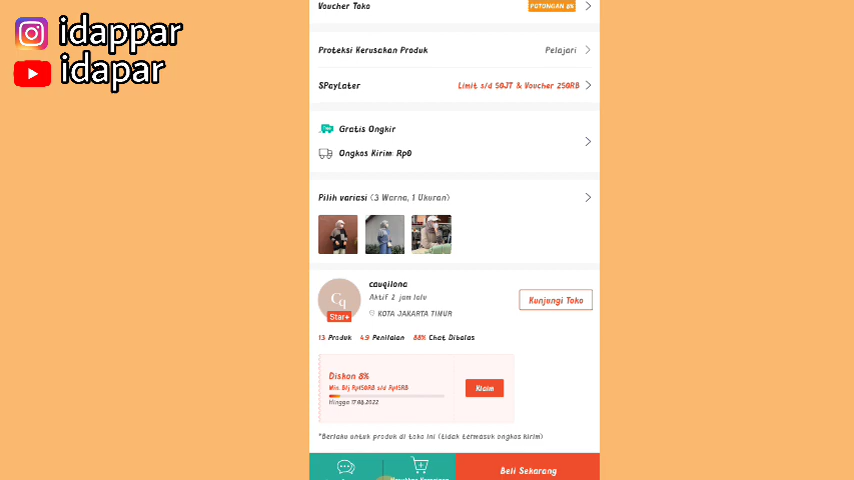 idappar
idapar
Voucher Toko
POTONGAN 8%
Proteksi Kerusakan Produk
Pelajari
SPayLater
Limit s/d 50JT & Voucher 250RB
Gratis Ongkir
Ongkos Kirim: Rp0
Pilih variasi (3 Warna, 1 Ukuran)
Cq
Star+
cauqilona
Aktif 2 jam lalu
KOTA JAKARTA TIMUR
Kunjungi Toko
13 Produk
4.9 Penilaian
88% Chat Dibalas
Diskon 8%
Min. Blj Rp150RB s/d Rp15RB
Hingga 17.08.2022
Klaim
*Berlaku untuk produk di toko ini (tidak termasuk ongkos kirim)
Beli Sekarang